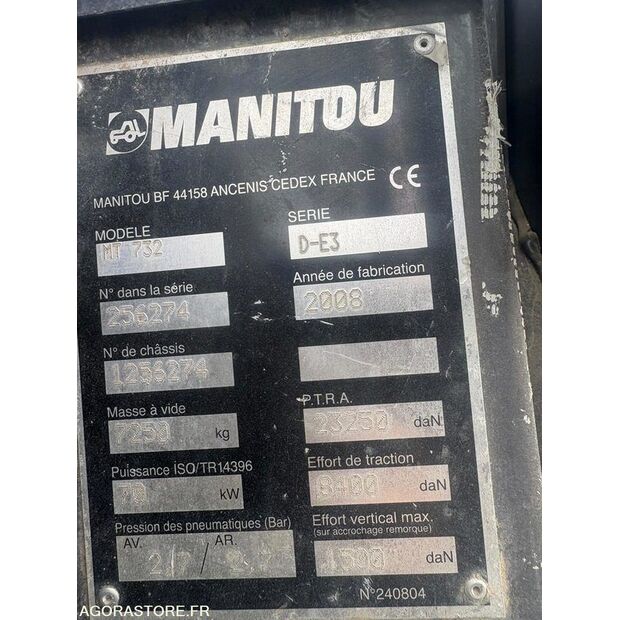 MANITOU
MANITOU BF 44158 ANCENIS CEDEX FRANCE CE
MODELE
MT 732
SERIE
D-E3
N° dans la série
256274
Année de fabrication
2008
N° de châssis
1256274
Masse à vide
7250 kg
P.T.R.A.
23250 daN
Puissance ISO/TR14396
70 kW
Effort de traction
8400 daN
Pression des pneumatiques (Bar)
AV. AR.
/
Effort vertical max.
(sur accrochage remorque)
1500 daN
N°240804
AGORASTORE.FR